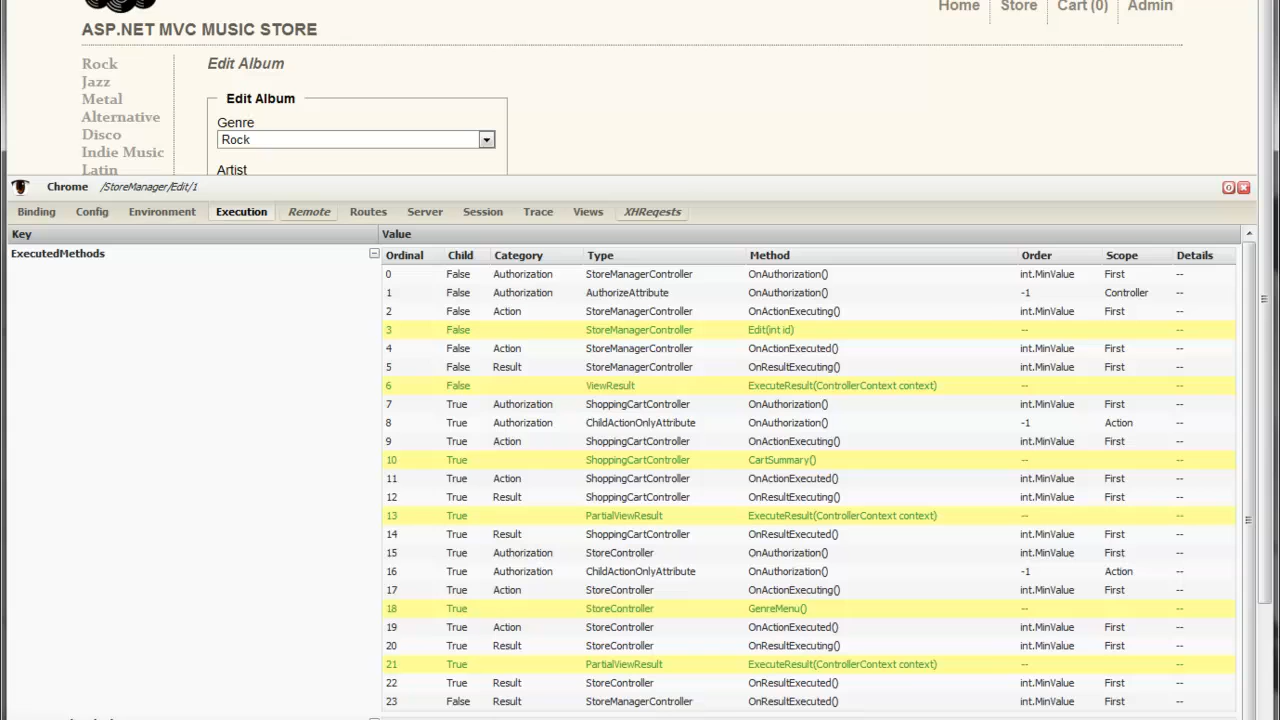 Home Store Cart (0) Admin
ASP.NET MVC MUSIC STORE
Rock
Jazz
Metal
Alternative
Disco
Indie Music
Latin
Edit Album
Edit Album
Genre
Rock
Artist
Chrome /StoreManager/Edit/1
Binding Config Environment Execution Remote Routes Server Session Trace Views XHReqests
Key Value
ExecutedMethods
Ordinal Child Category Type Method Order Scope Details
0 False Authorization StoreManagerController OnAuthorization() int.MinValue First --
1 False Authorization AuthorizeAttribute OnAuthorization() -1 Controller --
2 False Action StoreManagerController OnActionExecuting() int.MinValue First --
3 False StoreManagerController Edit(int id) -- --
4 False Action StoreManagerController OnActionExecuted() int.MinValue First --
5 False Result StoreManagerController OnResultExecuting() int.MinValue First --
6 False ViewResult ExecuteResult(ControllerContext context) -- --
7 True Authorization ShoppingCartController OnAuthorization() int.MinValue First --
8 True Authorization ChildActionOnlyAttribute OnAuthorization() -1 Action --
9 True Action ShoppingCartController OnActionExecuting() int.MinValue First --
10 True ShoppingCartController CartSummary() -- --
11 True Action ShoppingCartController OnActionExecuted() int.MinValue First --
12 True Result ShoppingCartController OnResultExecuting() int.MinValue First --
13 True PartialViewResult ExecuteResult(ControllerContext context) -- --
14 True Result ShoppingCartController OnResultExecuted() int.MinValue First --
15 True Authorization StoreController OnAuthorization() int.MinValue First --
16 True Authorization ChildActionOnlyAttribute OnAuthorization() -1 Action --
17 True Action StoreController OnActionExecuting() int.MinValue First --
18 True StoreController GenreMenu() -- --
19 True Action StoreController OnActionExecuted() int.MinValue First --
20 True Result StoreController OnResultExecuting() int.MinValue First --
21 True PartialViewResult ExecuteResult(ControllerContext context) -- --
22 True Result StoreController OnResultExecuted() int.MinValue First --
23 False Result StoreManagerController OnResultExecuted() int.MinValue First --